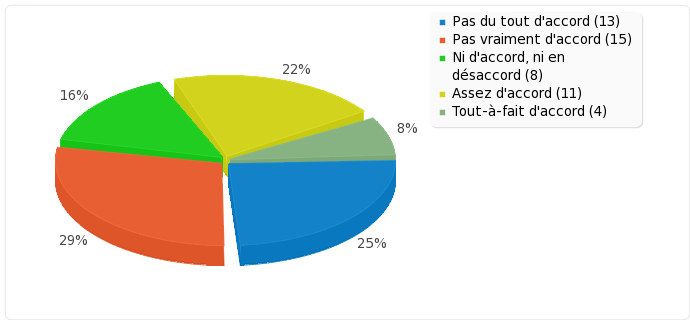 Pas du tout d'accord (13)
Pas vraiment d'accord (15)
Ni d'accord, ni en
désaccord (8)
Assez d'accord (11)
Tout-à-fait d'accord (4)
22%
16%
8%
29%
25%